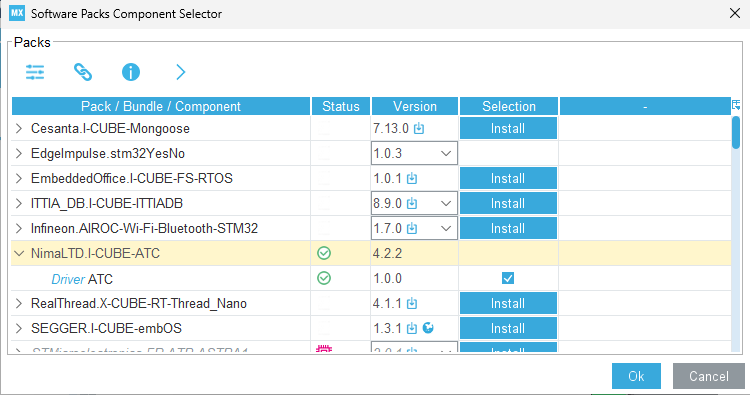 MX Software Packs Component Selector
Packs
Pack / Bundle / Component Status Version Selection -
Cesanta.I-CUBE-Mongoose 7.13.0 Install
EdgeImpulse.stm32YesNo 1.0.3
EmbeddedOffice.I-CUBE-FS-RTOS 1.0.1 Install
ITTIA_DB.I-CUBE-ITTIADB 8.9.0 Install
Infineon.AIROC-Wi-Fi-Bluetooth-STM32 1.7.0 Install
NimaLTD.I-CUBE-ATC 4.2.2
Driver ATC 1.0.0
RealThread.X-CUBE-RT-Thread_Nano 4.1.1 Install
SEGGER.I-CUBE-embOS 1.3.1 Install
Install
Ok Cancel